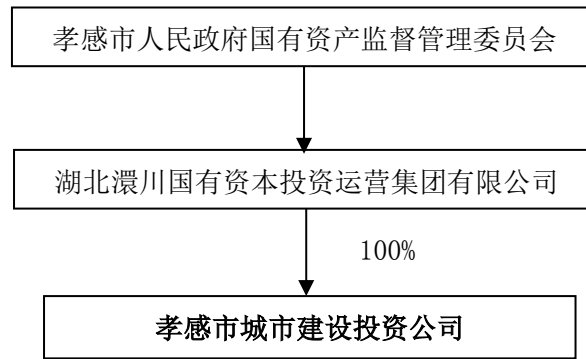 孝感市人民政府国有资产监督管理委员会
湖北澴川国有资本投资运营集团有限公司
100%
孝感市城市建设投资公司